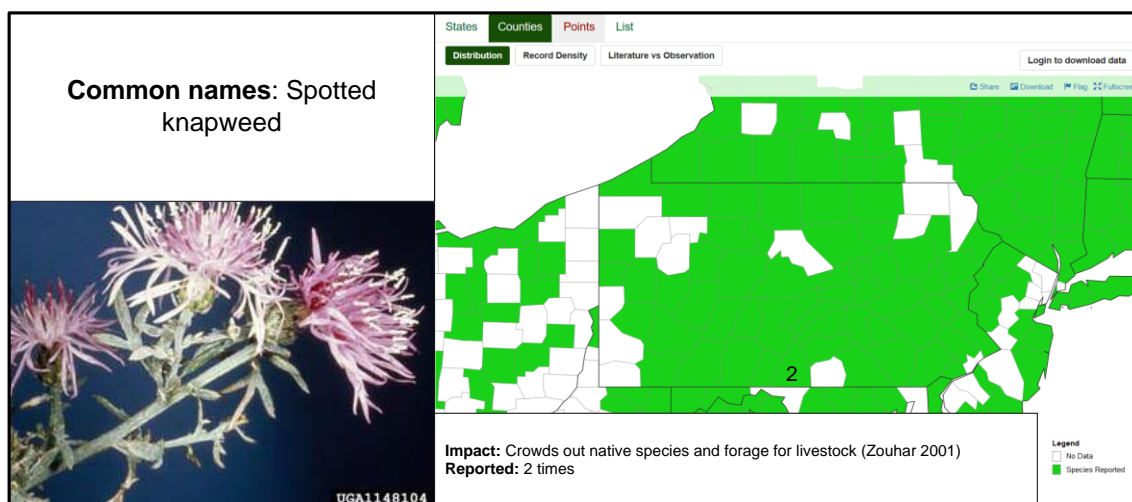 Common names: Spotted
knapweed
UGA1148104
States Counties Points List
Distribution Record Density Literature vs Observation
Login to download data
Share Download Flag Fullscreen
2
Impact: Crowds out native species and forage for livestock (Zouhar 2001)
Reported: 2 times
Legend
No Data
Species Reported